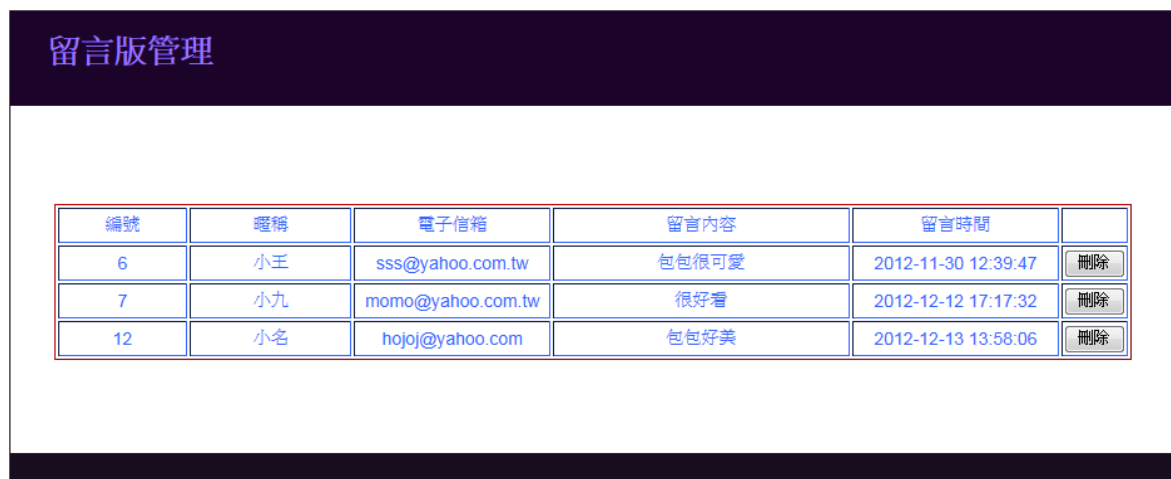 留言版管理
編號 暱稱 電子信箱 留言內容 留言時間
6 小王 sss@yahoo.com.tw 包包很可愛 2012-11-30 12:39:47 刪除
7 小九 momo@yahoo.com.tw 很好看 2012-12-12 17:17:32 刪除
12 小名 hojoj@yahoo.com 包包好美 2012-12-13 13:58:06 刪除